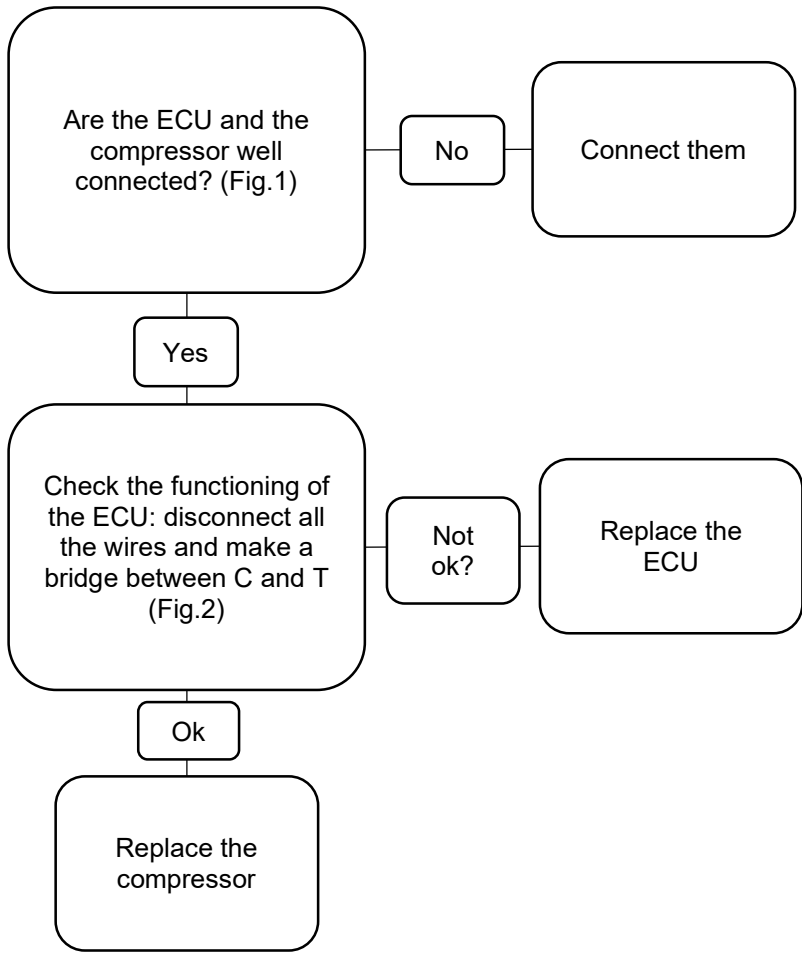 Are the ECU and the
compressor well
connected? (Fig.1)
No
Connect them
Yes
Check the functioning of
the ECU: disconnect all
the wires and make a
bridge between C and T
(Fig.2)
Not
ok?
Replace the
ECU
Ok
Replace the
compressor